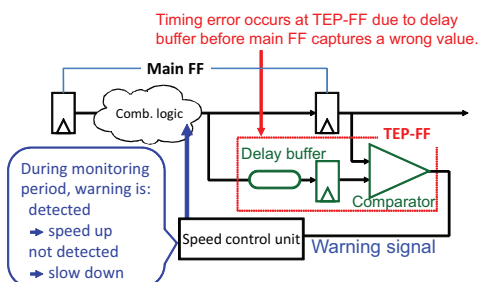 Timing error occurs at TEP-FF due to delay
buffer before main FF captures a wrong value.
Main FF
Comb. logic
TEP-FF
Delay buffer
Comparator
During monitoring
period, warning is:
detected
➔ speed up
not detected
➔ slow down
Speed control unit
Warning signal